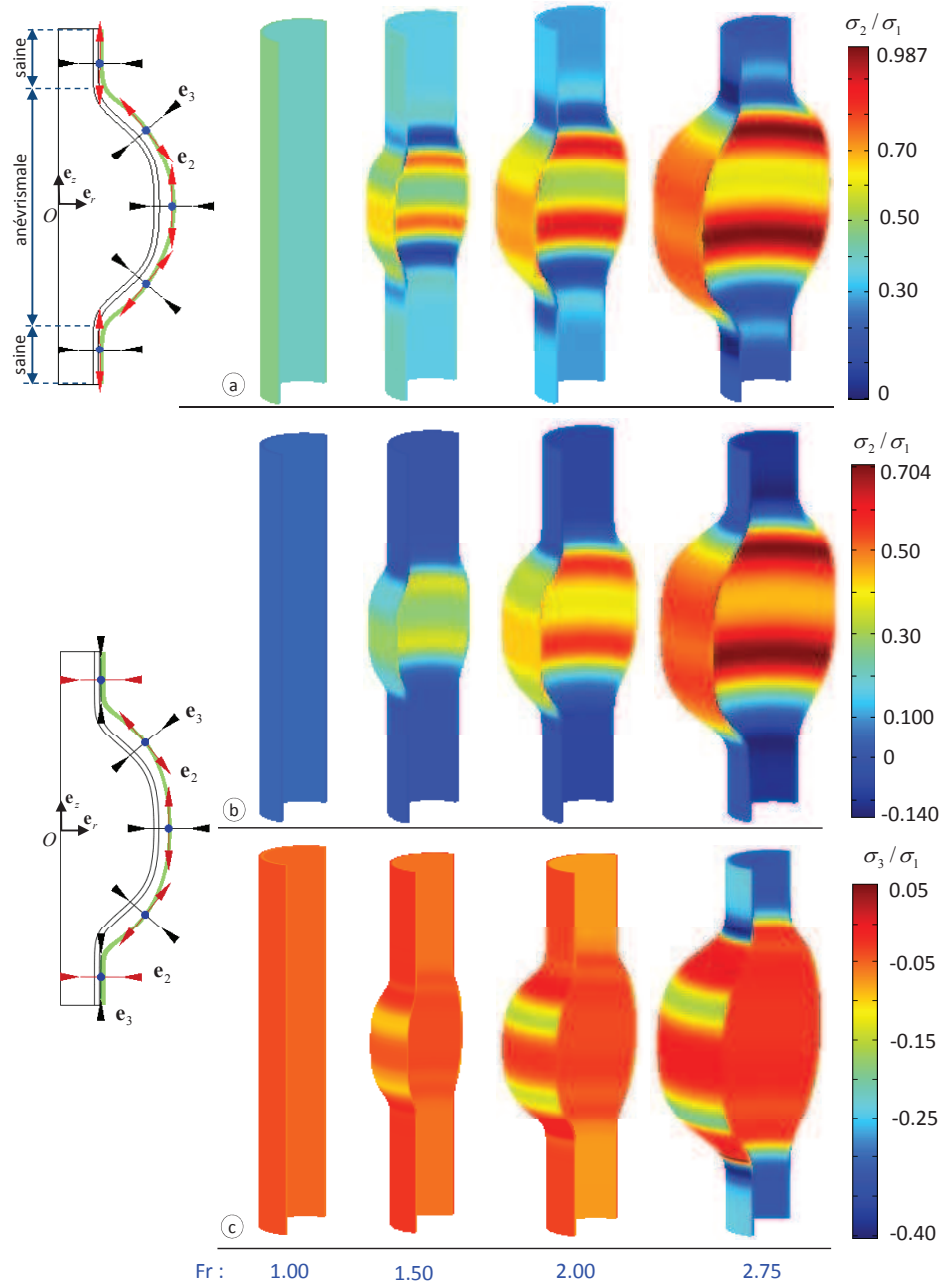 saine
anévrismale
saine
e3
e2
ez
O
er
a
σ2 / σ1
0.987
0.70
0.50
0.30
0
b
σ2 / σ1
0.704
0.50
0.30
0.100
0
-0.140
e3
e2
ez
O
er
e2
e3
c
σ3 / σ1
0.05
-0.05
-0.15
-0.25
-0.40
Fr : 1.00 1.50 2.00 2.75